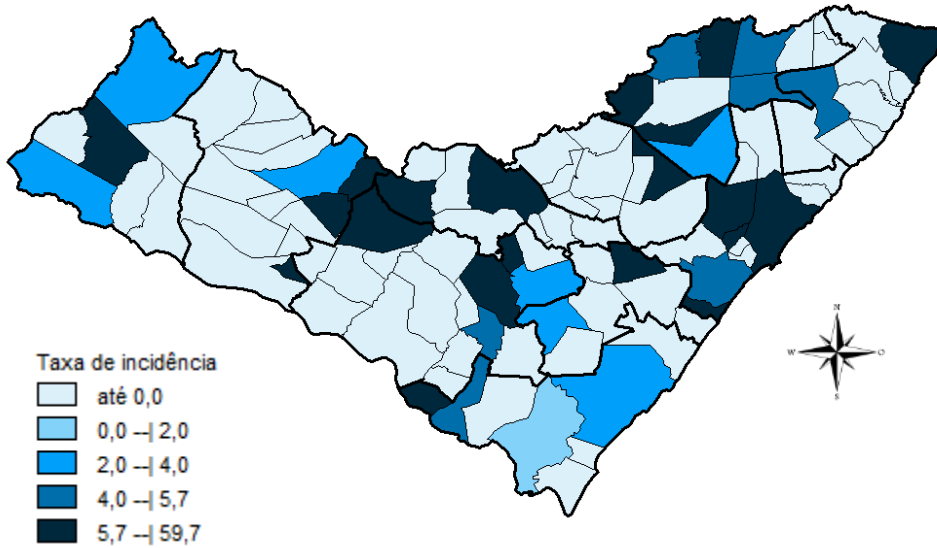 N
W
O
S
Taxa de incidência
até 0,0
0,0 --| 2,0
2,0 --| 4,0
4,0 --| 5,7
5,7 --| 59,7